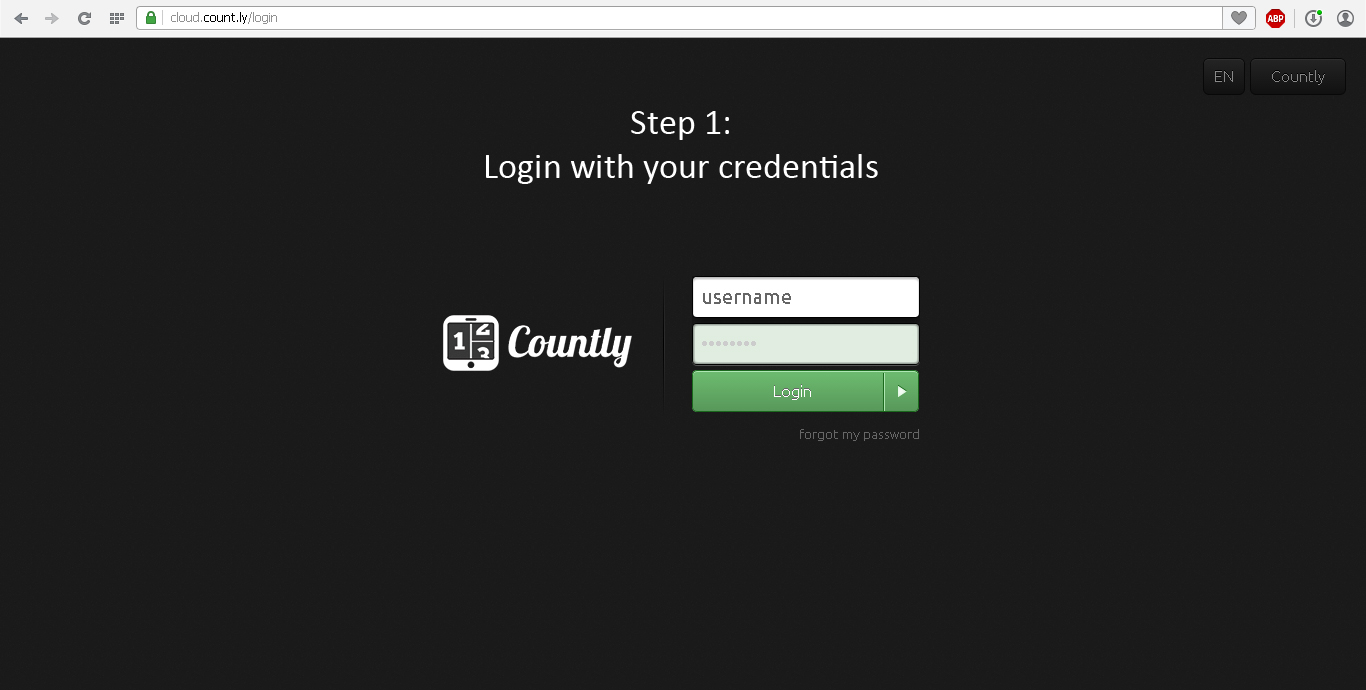 cloud.count.ly/login
ABP
EN
Countly
Step 1:
Login with your credentials
username
1 2 3
Countly
Login
forgot my password